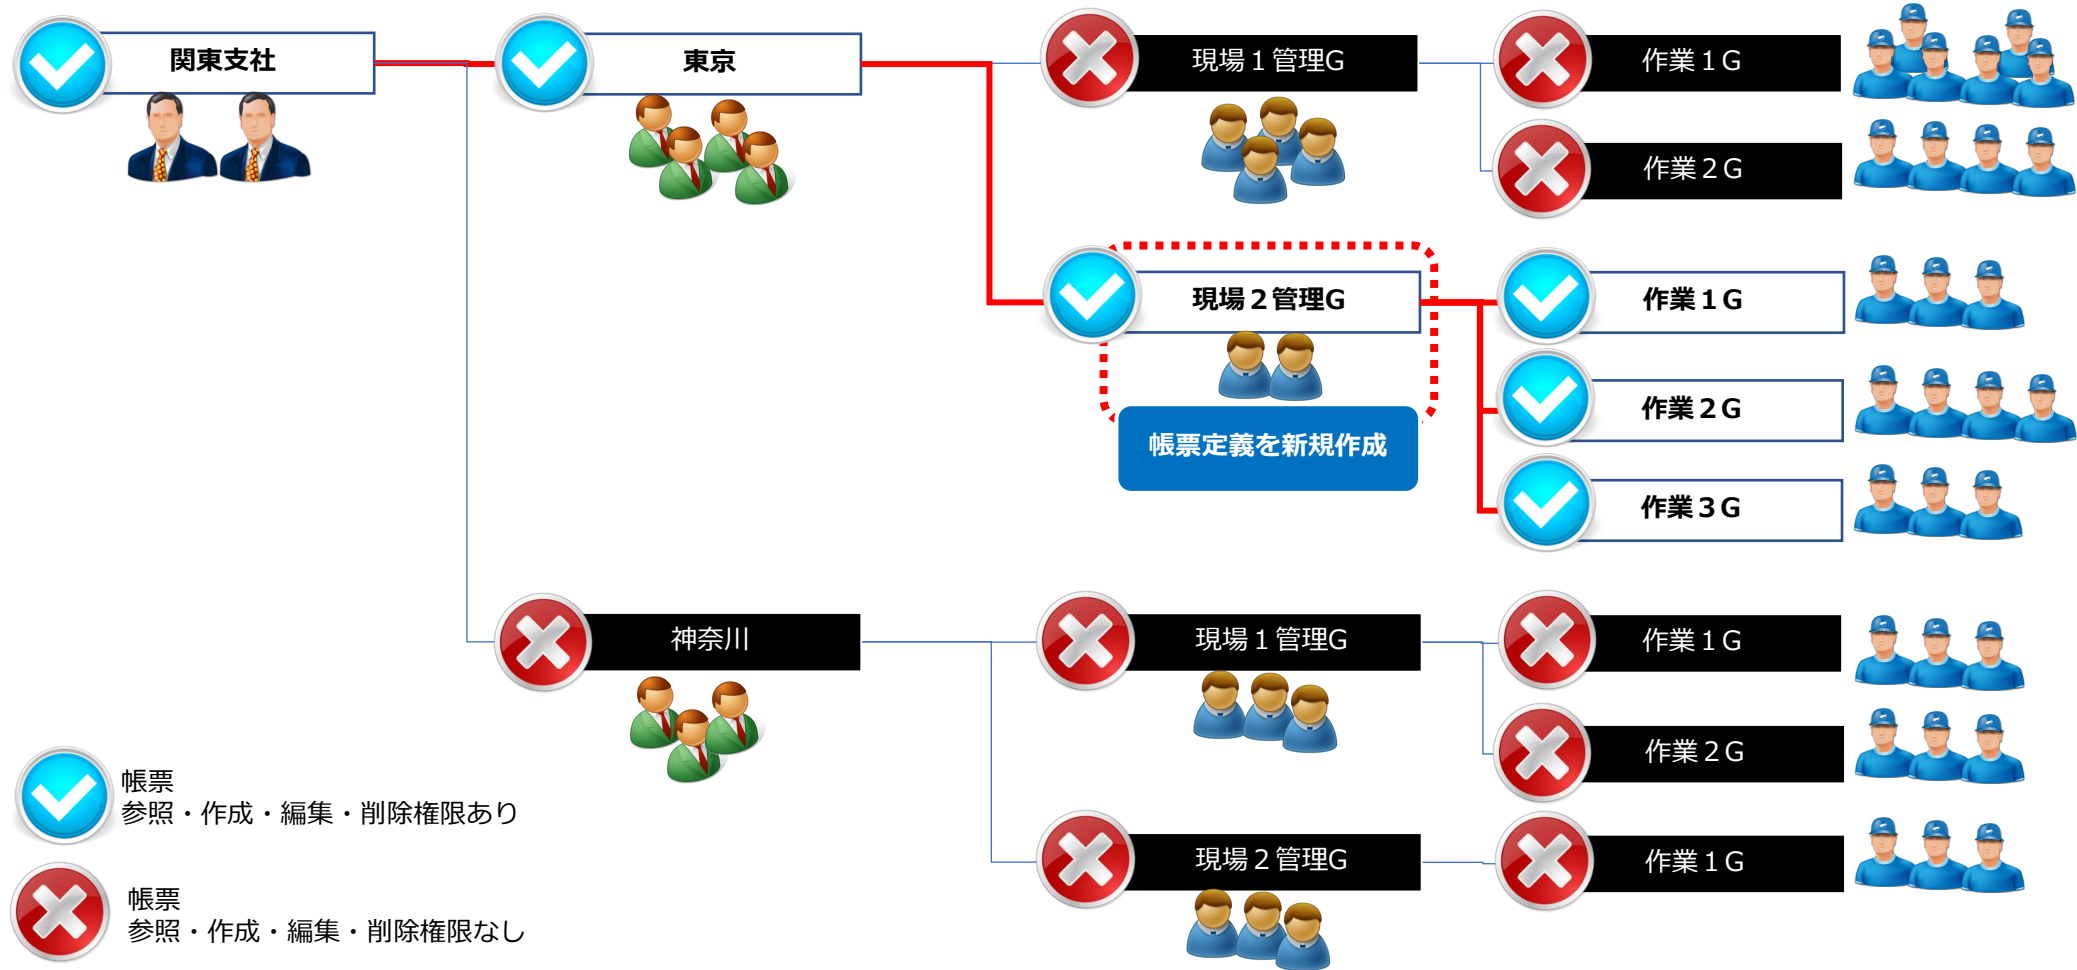 関東支社
東京
現場１管理G
作業１G
作業２G
現場２管理G
帳票定義を新規作成
作業１G
作業２G
作業３G
神奈川
現場１管理G
作業１G
作業２G
現場２管理G
作業１G
帳票
参照・作成・編集・削除権限あり
帳票
参照・作成・編集・削除権限なし